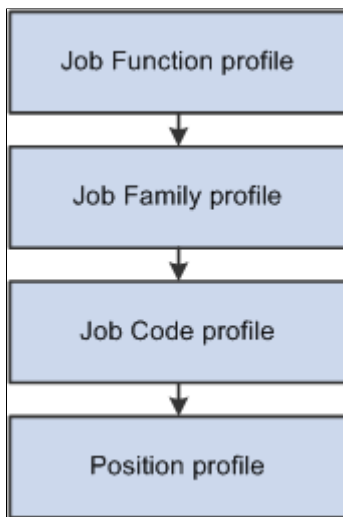 Job Function profile
Job Family profile
Job Code profile
Position profile